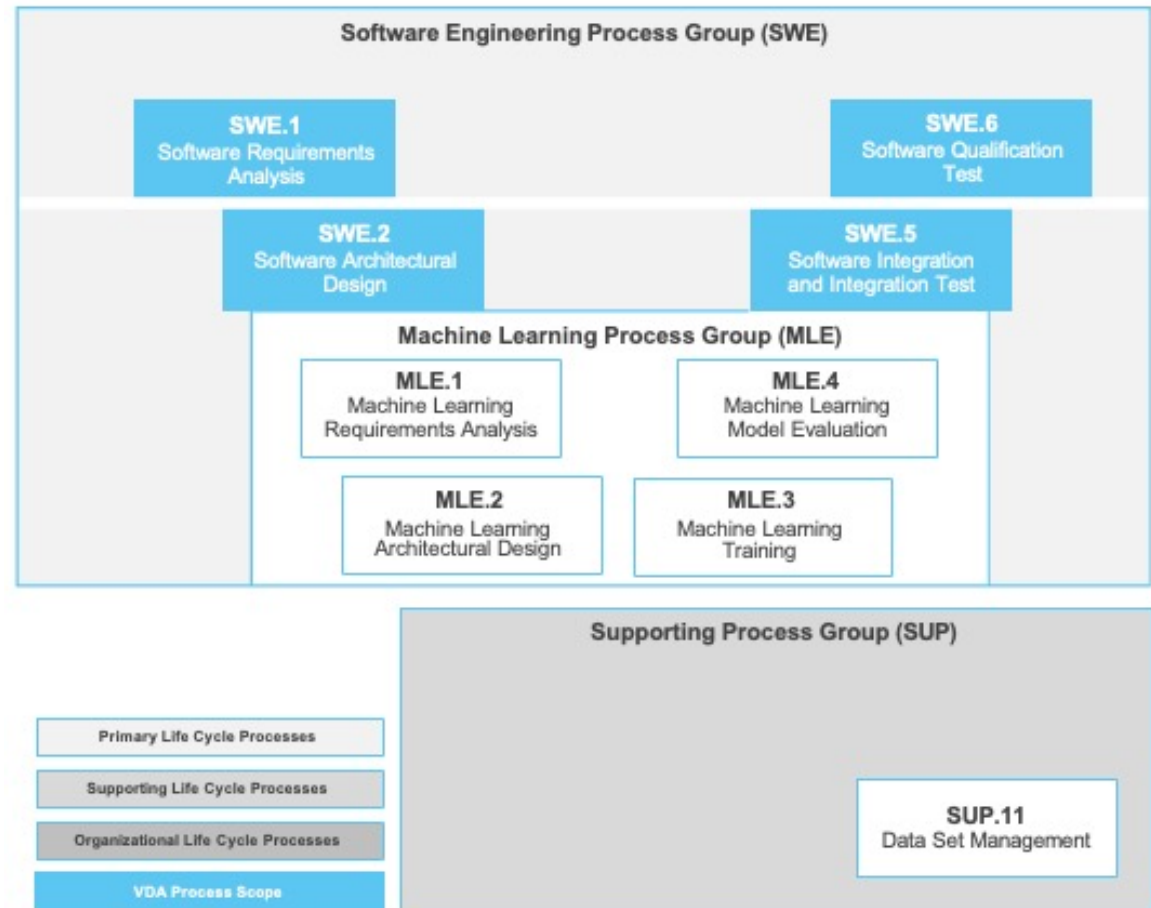 Software Engineering Process Group (SWE)
SWE.1
Software Requirements
Analysis
SWE.6
Software Qualification
Test
SWE.2
Software Architectural
Design
SWE.5
Software Integration
and Integration Test
Machine Learning Process Group (MLE)
MLE.1
Machine Learning
Requirements Analysis
MLE.4
Machine Learning
Model Evaluation
MLE.2
Machine Learning
Architectural Design
MLE.3
Machine Learning
Training
Supporting Process Group (SUP)
Primary Life Cycle Processes
Supporting Life Cycle Processes
Organizational Life Cycle Processes
VDA Process Scope
SUP.11
Data Set Management